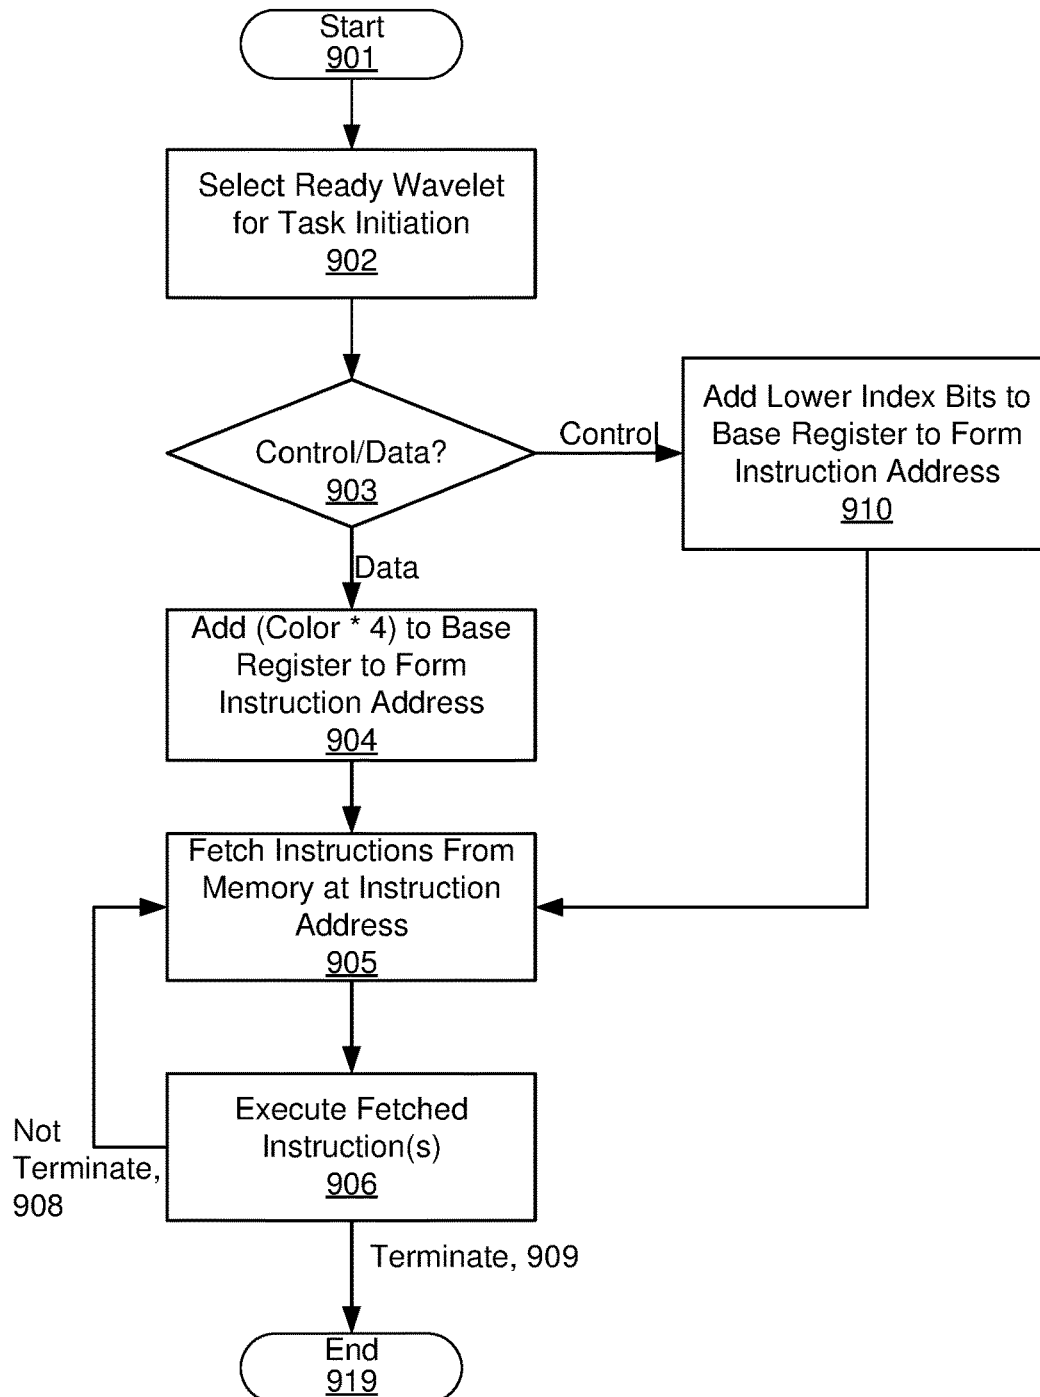 Start
901
Select Ready Wavelet
for Task Initiation
902
Control/Data?
903
Control
Add Lower Index Bits to
Base Register to Form
Instruction Address
910
Data
Add (Color * 4) to Base
Register to Form
Instruction Address
904
Fetch Instructions From
Memory at Instruction
Address
905
Execute Fetched
Instruction(s)
906
Not
Terminate,
908
Terminate, 909
End
919